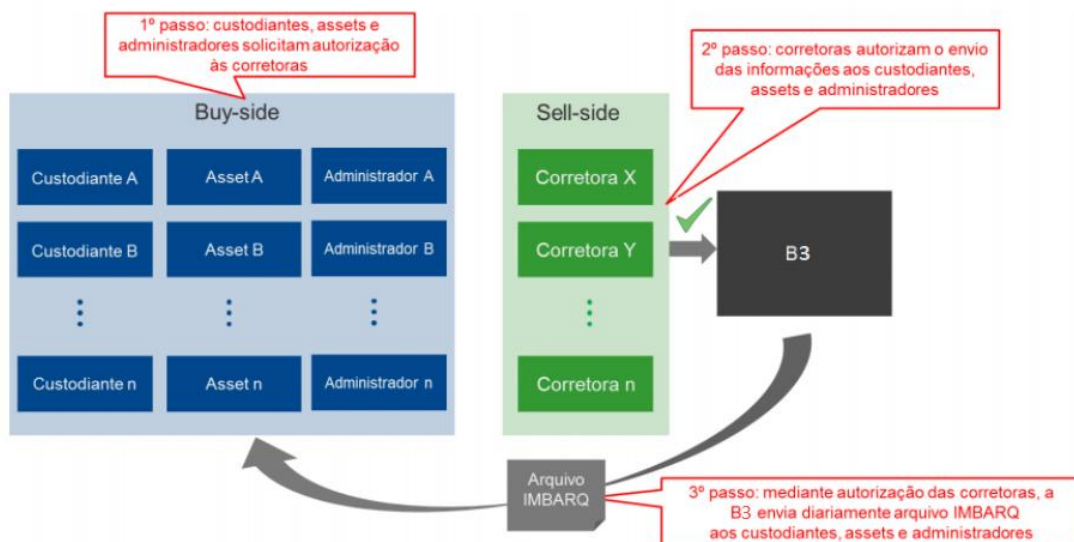 1º passo: custodiantes, assets e
administradores solicitam autorização
às corretoras
2º passo: corretoras autorizam o envio
das informações aos custodiantes,
assets e administradores
Buy-side
Sell-side
Custodiante A
Asset A
Administrador A
Corretora X
Custodiante B
Asset B
Administrador B
Corretora Y
B3
Custodiante n
Asset n
Administrador n
Corretora n
Arquivo
IMBARQ
3º passo: mediante autorização das corretoras, a
B3 envia diariamente arquivo IMBARQ
aos custodiantes, assets e administradores